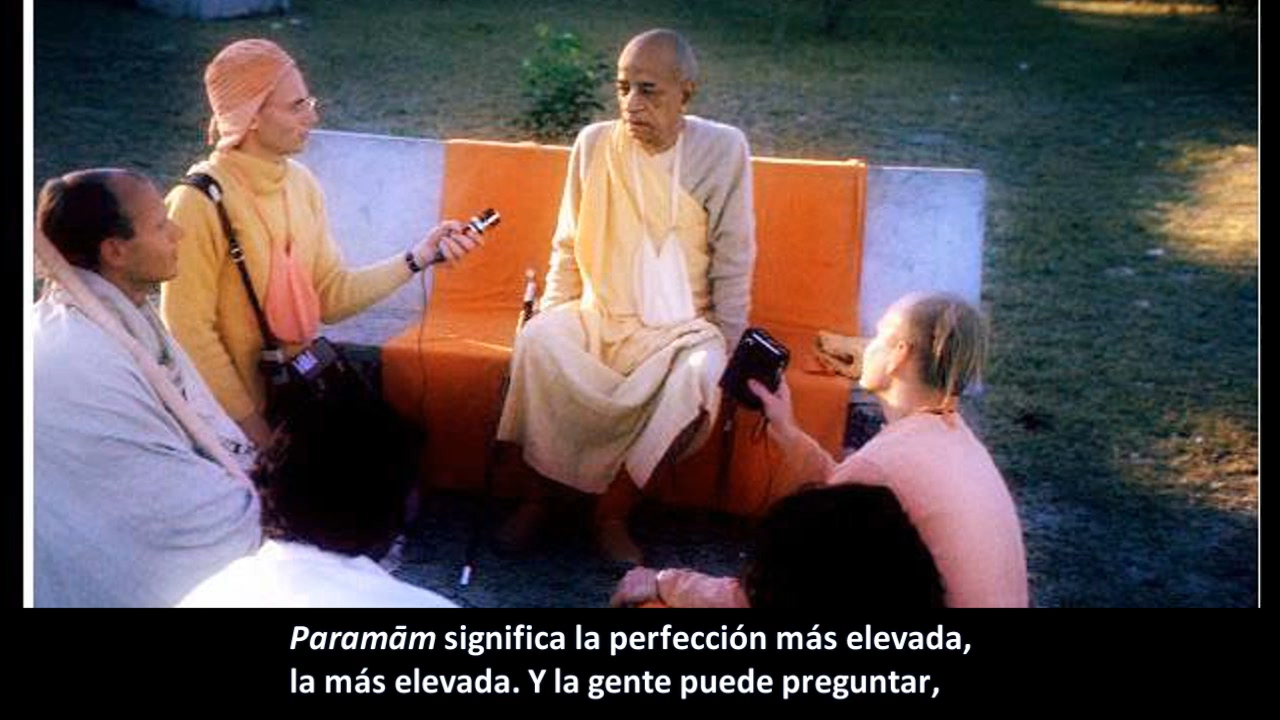 Paramām significa la perfección más elevada,
la más elevada. Y la gente puede preguntar,